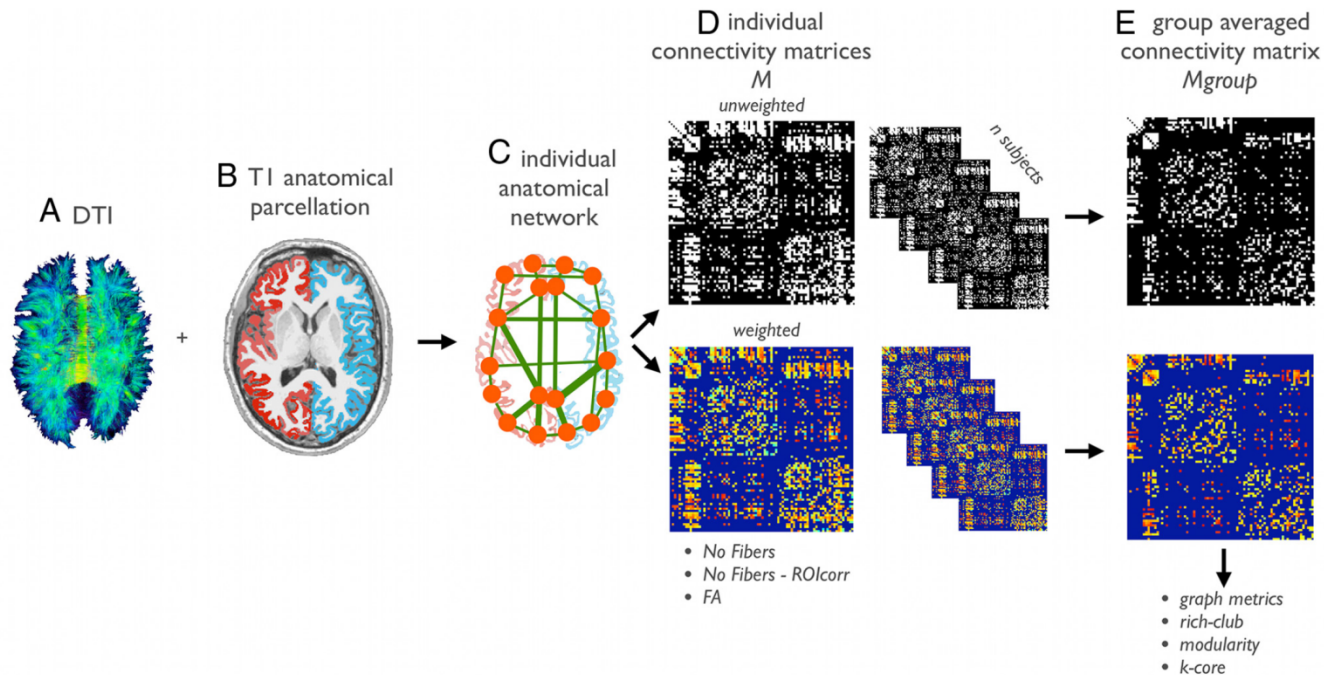 A DTI
+
B T1 anatomical
parcellation
C individual
anatomical
network
D individual
connectivity matrices
M
unweighted
n subjects
weighted
• No Fibers
• No Fibers - ROIcorr
• FA
E group averaged
connectivity matrix
Mgroup
• graph metrics
• rich-club
• modularity
• k-core